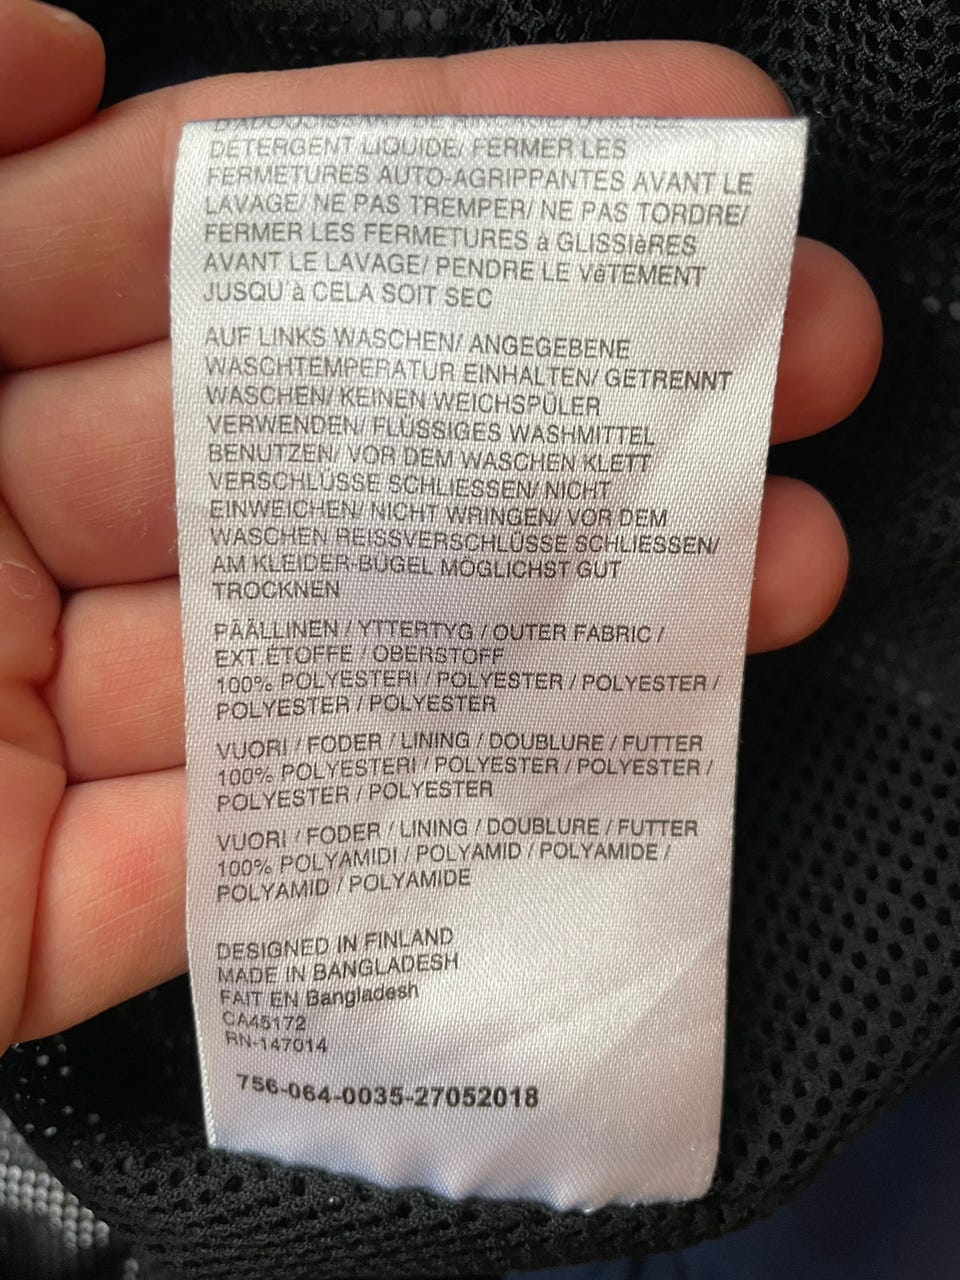 DETERGENT LIQUIDE/ FERMER LES
FERMETURES AUTO-AGRIPPANTES AVANT LE
LAVAGE/ NE PAS TREMPER/ NE PAS TORDRE/
FERMER LES FERMETURES à GLISSIèRES
AVANT LE LAVAGE/ PENDRE LE VêTEMENT
JUSQU'à CELA SOIT SEC
AUF LINKS WASCHEN/ ANGEGEBENE
WASCHTEMPERATUR EINHALTEN/ GETRENNT
WASCHEN/ KEINEN WEICHSPÜLER
VERWENDEN/ FLÜSSIGES WASHMITTEL
BENUTZEN/ VOR DEM WASCHEN KLETT
VERSCHLÜSSE SCHLIESSEN/ NICHT
EINWEICHEN/ NICHT WRINGEN/ VOR DEM
WASCHEN REISSVERSCHLÜSSE SCHLIESSEN/
AM KLEIDER-BÜGEL MÖGLICHST GUT
TROCKNEN
PÄÄLLINEN / YTTERTYG / OUTER FABRIC /
EXT.ÉTOFFE / OBERSTOFF
100% POLYESTERI / POLYESTER / POLYESTER /
POLYESTER / POLYESTER
VUORI / FODER / LINING / DOUBLURE / FUTTER
100% POLYESTERI / POLYESTER / POLYESTER /
POLYESTER / POLYESTER
VUORI / FODER / LINING / DOUBLURE / FUTTER
100% POLYAMIDI / POLYAMID / POLYAMIDE /
POLYAMID / POLYAMIDE
DESIGNED IN FINLAND
MADE IN BANGLADESH
FAIT EN Bangladesh
CA45172
RN-147014
756-064-0035-27052018